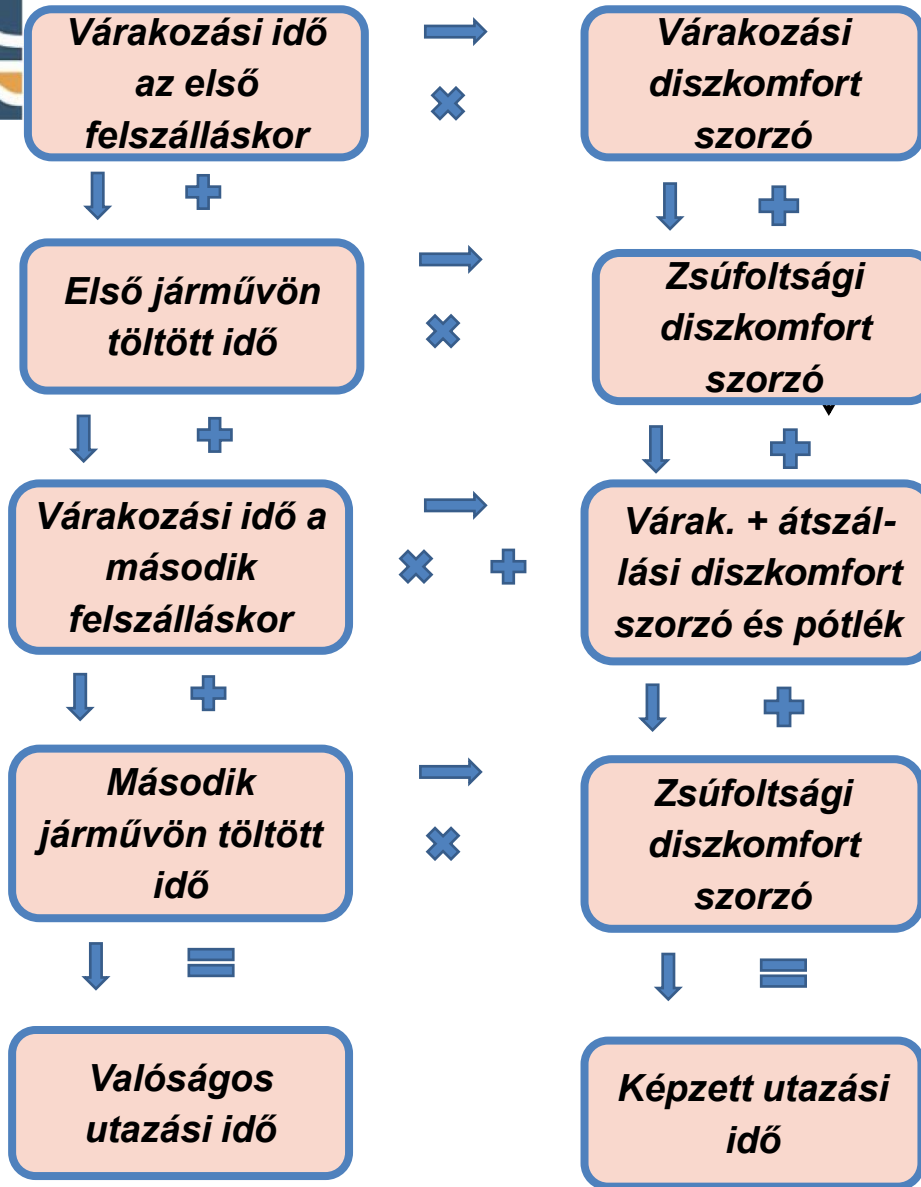 Várakozási idő
az első
felszálláskor
Várakozási
diszkomfort
szorzó
Első járművön
töltött idő
Zsúfoltsági
diszkomfort
szorzó
Várakozási idő a
második
felszálláskor
Várak. + átszál-
lási diszkomfort
szorzó és pótlék
Második
járművön töltött
idő
Zsúfoltsági
diszkomfort
szorzó
Valóságos
utazási idő
Képzett utazási
idő